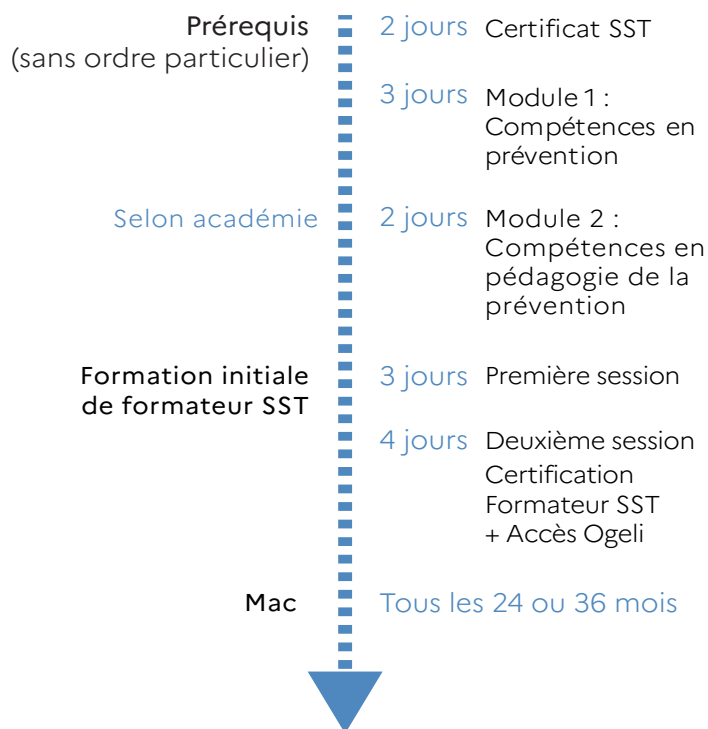 Prérequis
(sans ordre particulier)
2 jours Certificat SST
3 jours Module 1 :
Compétences en
prévention
Selon académie
2 jours Module 2 :
Compétences en
pédagogie de la
prévention
Formation initiale
de formateur SST
3 jours Première session
4 jours Deuxième session
Certification
Formateur SST
+ Accès Ogeli
Mac
Tous les 24 ou 36 mois